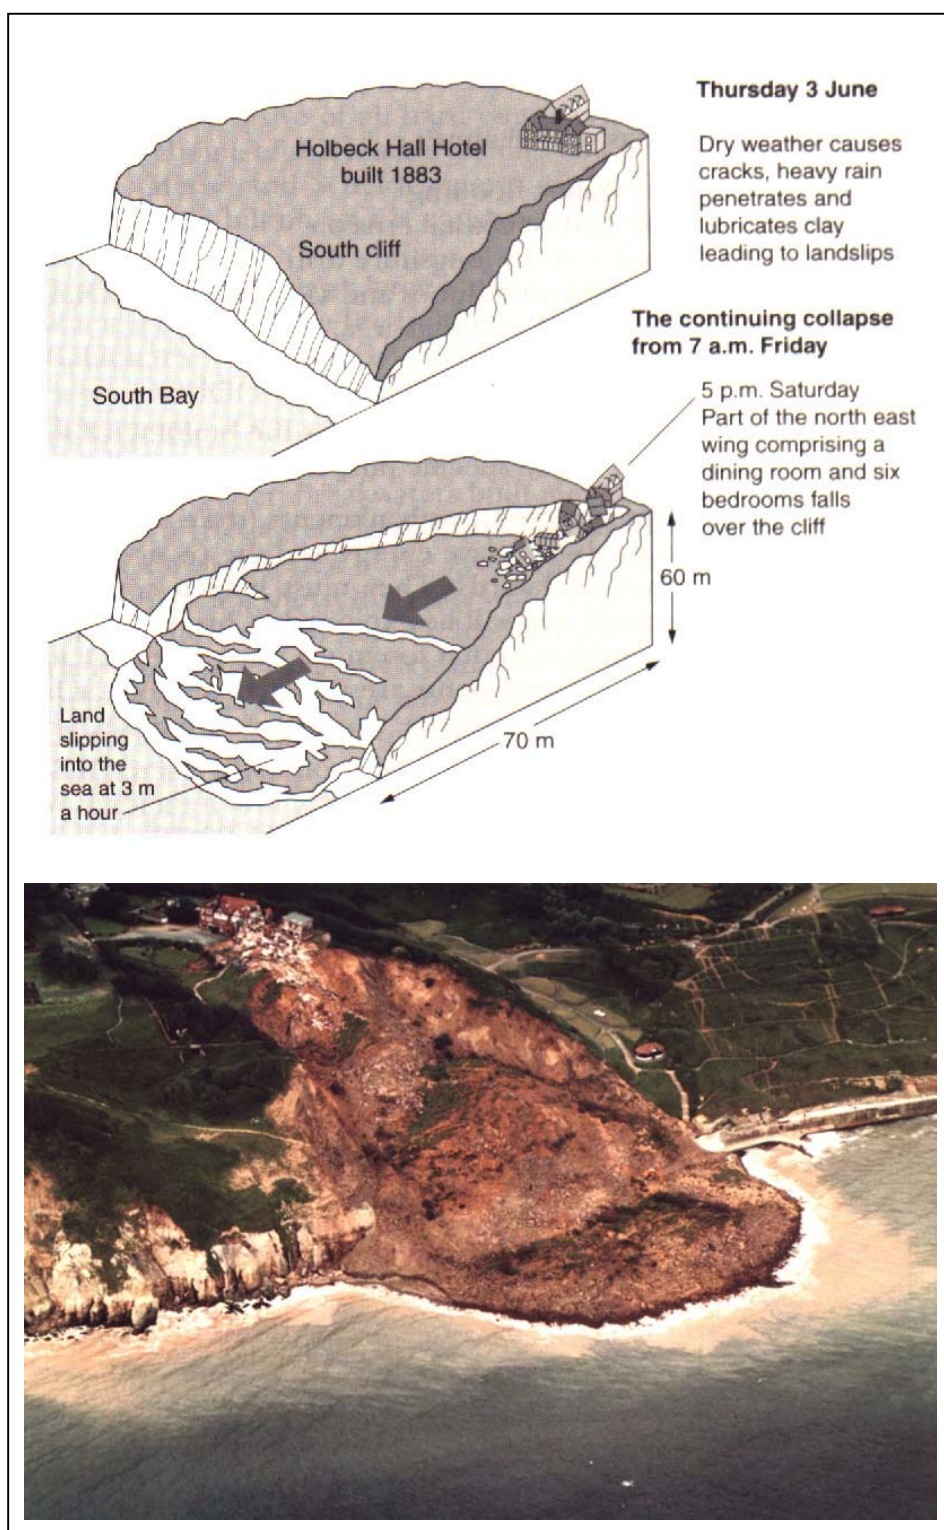 Thursday 3 June
Holbeck Hall Hotel
built 1883
Dry weather causes
cracks, heavy rain
penetrates and
lubricates clay
leading to landslips
South cliff
South Bay
The continuing collapse
from 7 a.m. Friday
5 p.m. Saturday
Part of the north east
wing comprising a
dining room and six
bedrooms falls
over the cliff
60 m
70 m
Land
slipping
into the
sea at 3 m
a hour